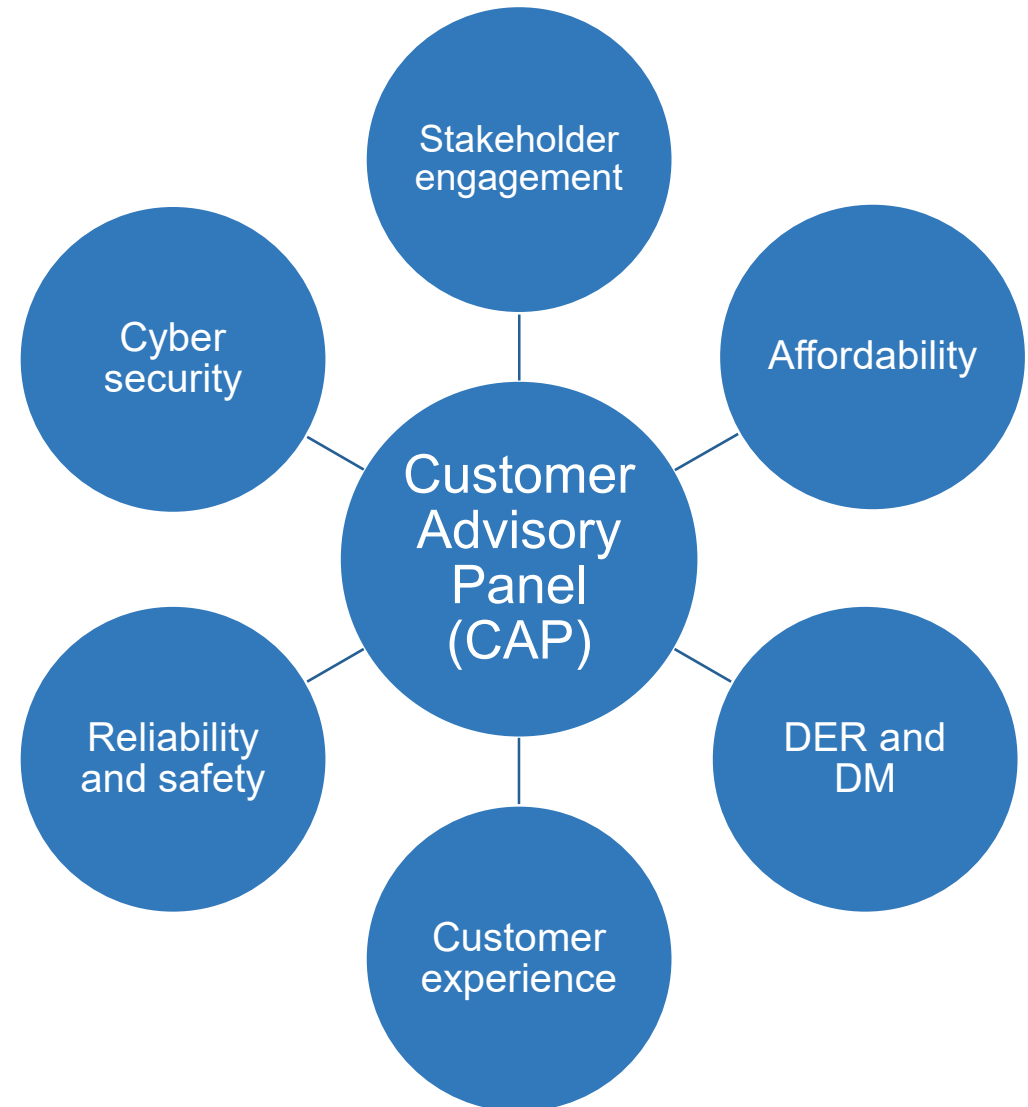 Stakeholder
engagement
Cyber
security
Affordability
Customer
Advisory
Panel
(CAP)
Reliability
and safety
DER and
DM
Customer
experience